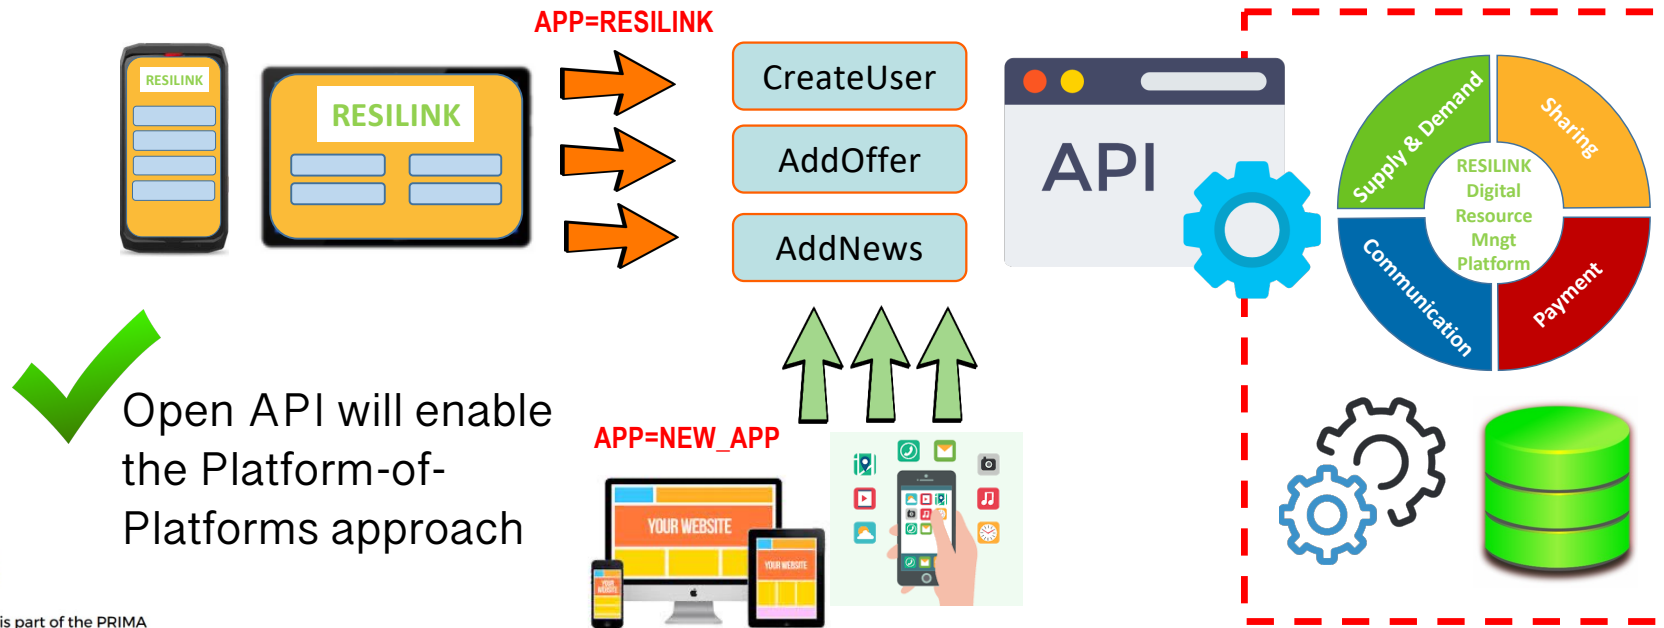 APP=RESILINK
RESILINK
RESILINK
CreateUser
AddOffer
AddNews
API
Supply & Demand
Sharing
Communication
Payment
RESILINK
Digital
Resource
Mngt
Platform
Open API will enable
the Platform-of-
Platforms approach
APP=NEW_APP
YOUR WEBSITE
YOUR WEBSITE
YOUR
WEBSITE
is part of the PRIMA